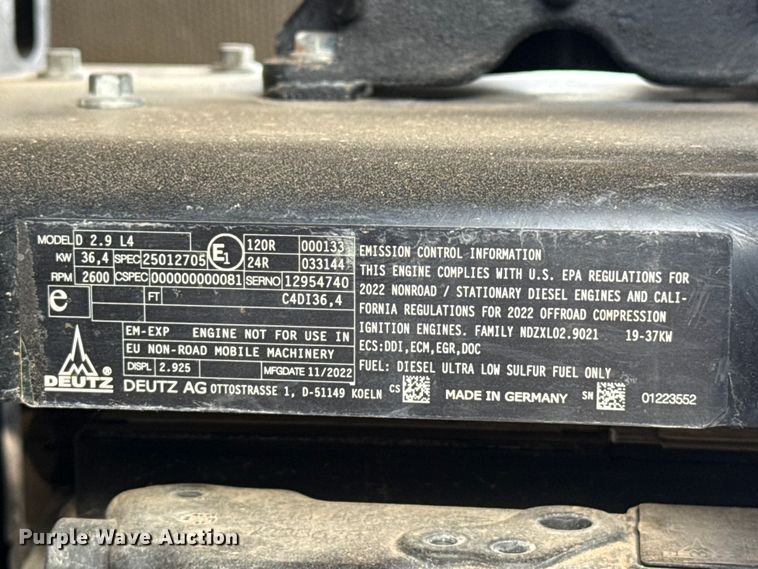 MODEL D 2.9 L4
KW 36,4 SPEC 25012705 E1 120R 000133
24R 033144
RPM 2600 CSPEC 000000000081 SERNO 12954740
e FT C4DI36,4
EM-EXP ENGINE NOT FOR USE IN
EU NON-ROAD MOBILE MACHINERY
DISPL 2.925 MFGDATE 11/2022
DEUTZ ®
DEUTZ AG OTTOSTRASSE 1, D-51149 KOELN CS MADE IN GERMANY SN 01223552
EMISSION CONTROL INFORMATION
THIS ENGINE COMPLIES WITH U.S. EPA REGULATIONS FOR
2022 NONROAD / STATIONARY DIESEL ENGINES AND CALI-
FORNIA REGULATIONS FOR 2022 OFFROAD COMPRESSION
IGNITION ENGINES. FAMILY NDZXL02.9021 19-37KW
ECS:DDI,ECM,EGR,DOC
FUEL: DIESEL ULTRA LOW SULFUR FUEL ONLY
Purple Wave Auction